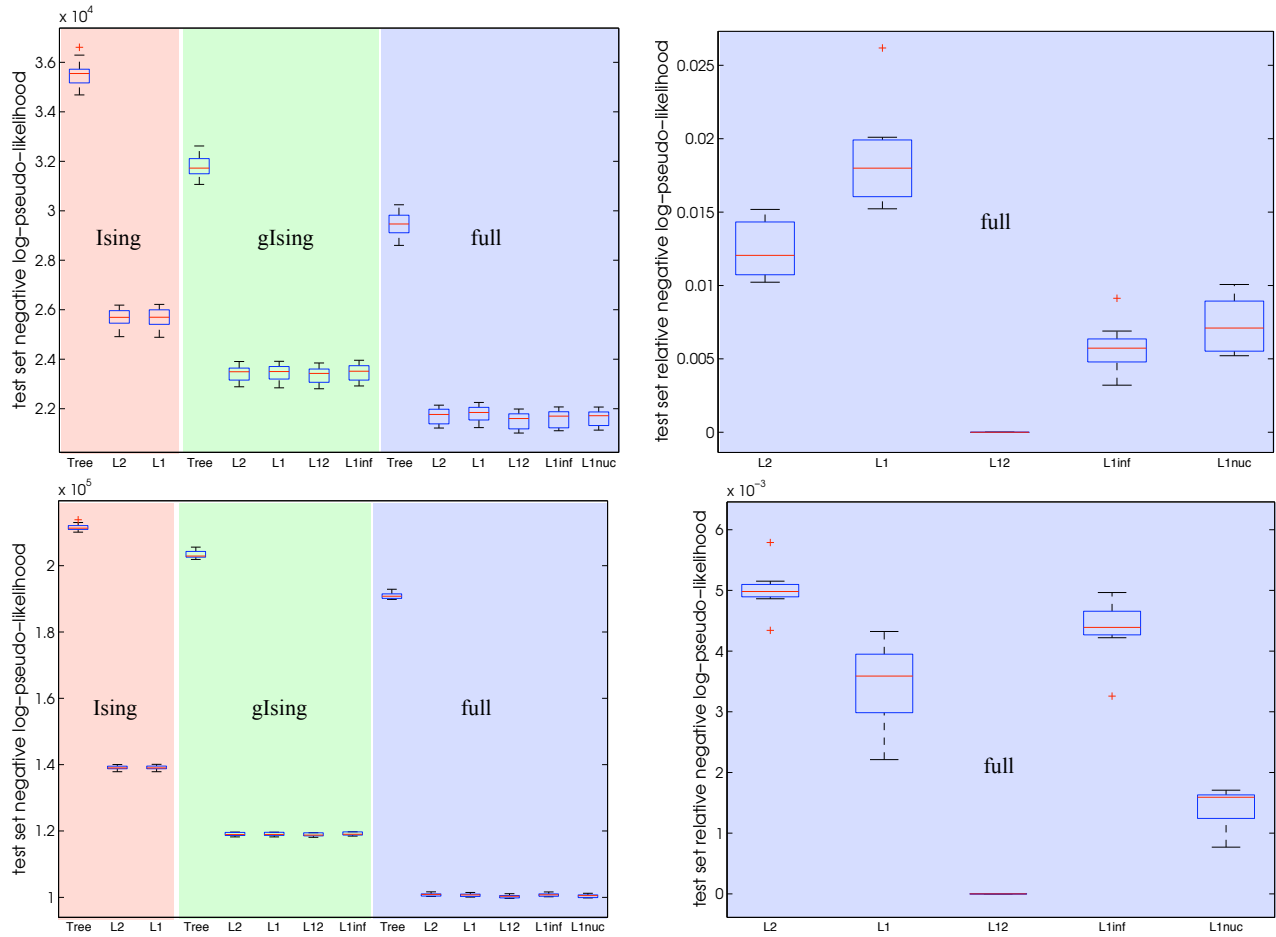 x 10⁴
test set negative log-pseudo-likelihood
3.6
3.4
3.2
3
2.8
2.6
2.4
2.2
Ising
gIsing
full
Tree L2 L1 Tree L2 L1 L12 L1inf Tree L2 L1 L12 L1inf L1nuc
test set relative negative log-pseudo-likelihood
0.025
0.02
0.015
0.01
0.005
0
full
L2 L1 L12 L1inf L1nuc
x 10⁵
test set negative log-pseudo-likelihood
2
1.8
1.6
1.4
1.2
1
Ising
gIsing
full
Tree L2 L1 Tree L2 L1 L12 L1inf Tree L2 L1 L12 L1inf L1nuc
x 10⁻³
test set relative negative log-pseudo-likelihood
6
5
4
3
2
1
0
full
L2 L1 L12 L1inf L1nuc